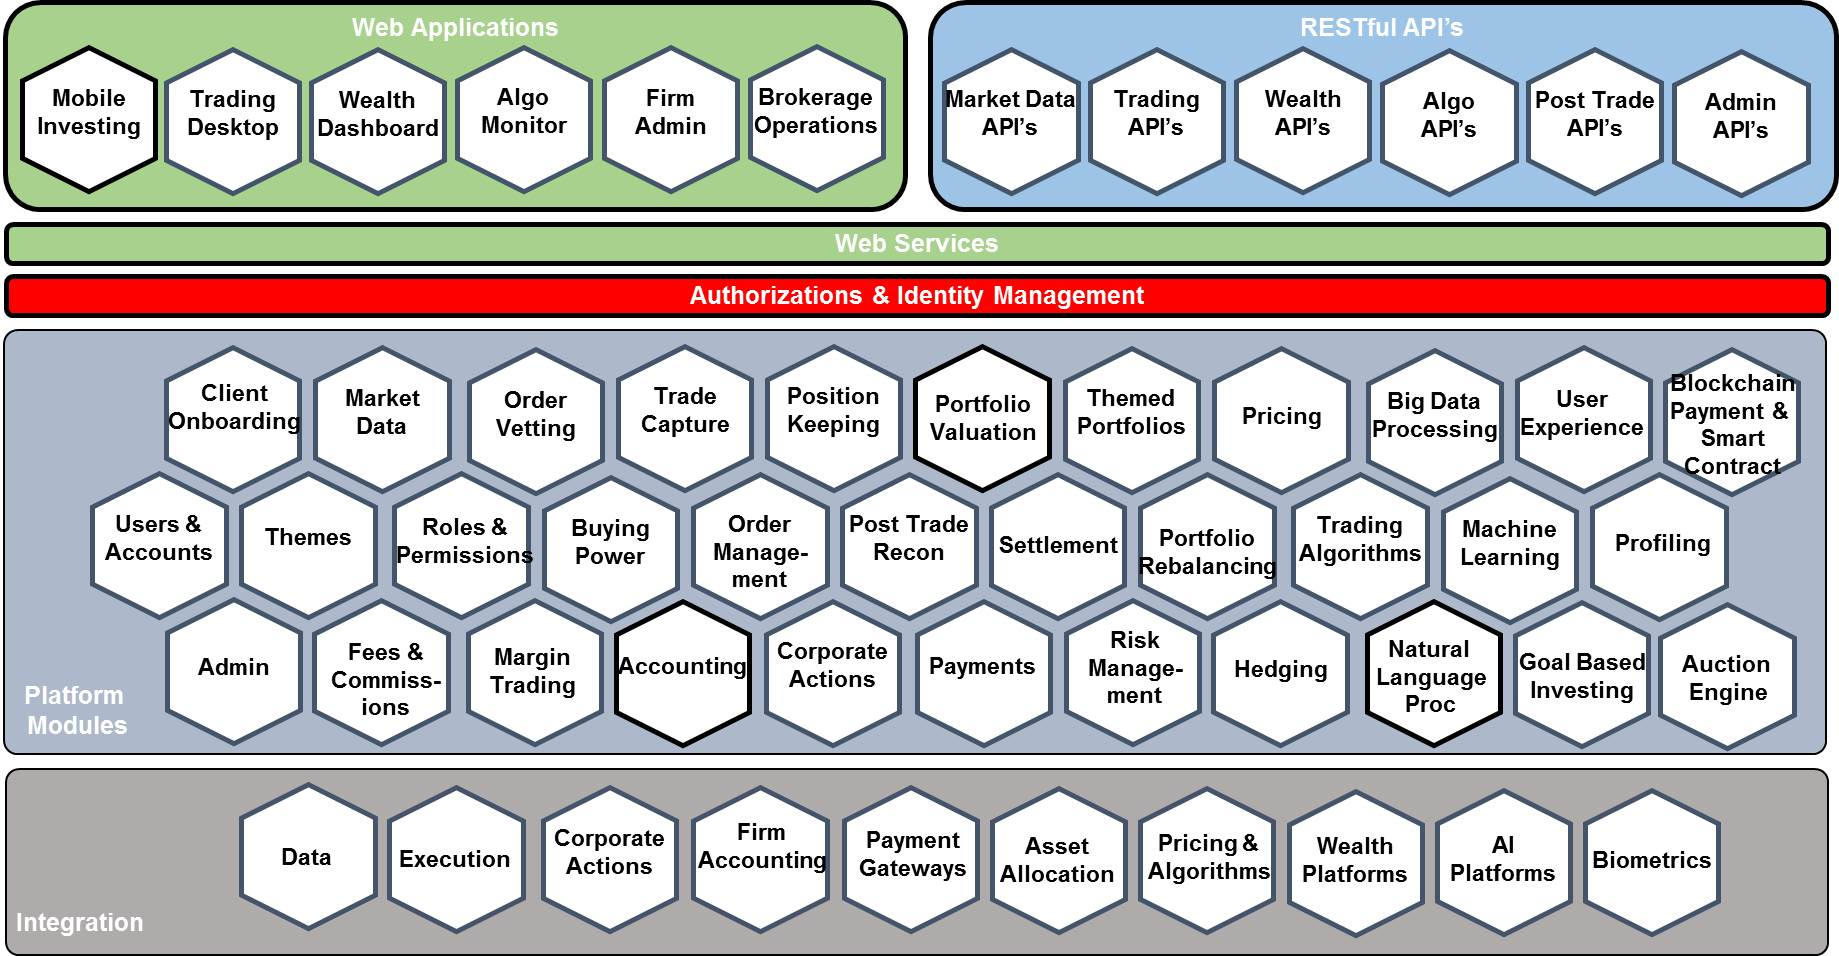 Web Applications
Mobile
Investing
Trading
Desktop
Wealth
Dashboard
Algo
Monitor
Firm
Admin
Brokerage
Operations
RESTful API’s
Market Data
API’s
Trading
API’s
Wealth
API’s
Algo
API’s
Post Trade
API’s
Admin
API’s
Web Services
Authorizations & Identity Management
Client
Onboarding
Market
Data
Order
Vetting
Trade
Capture
Position
Keeping
Portfolio
Valuation
Themed
Portfolios
Pricing
Big Data
Processing
User
Experience
Blockchain
Payment &
Smart
Contract
Users &
Accounts
Themes
Roles &
Permissions
Buying
Power
Order
Manage-
ment
Post Trade
Recon
Settlement
Portfolio
Rebalancing
Trading
Algorithms
Machine
Learning
Profiling
Admin
Fees &
Commiss-
ions
Margin
Trading
Accounting
Corporate
Actions
Payments
Risk
Manage-
ment
Hedging
Natural
Language
Proc
Goal Based
Investing
Auction
Engine
Platform
Modules
Data
Execution
Corporate
Actions
Firm
Accounting
Payment
Gateways
Asset
Allocation
Pricing &
Algorithms
Wealth
Platforms
AI
Platforms
Biometrics
Integration